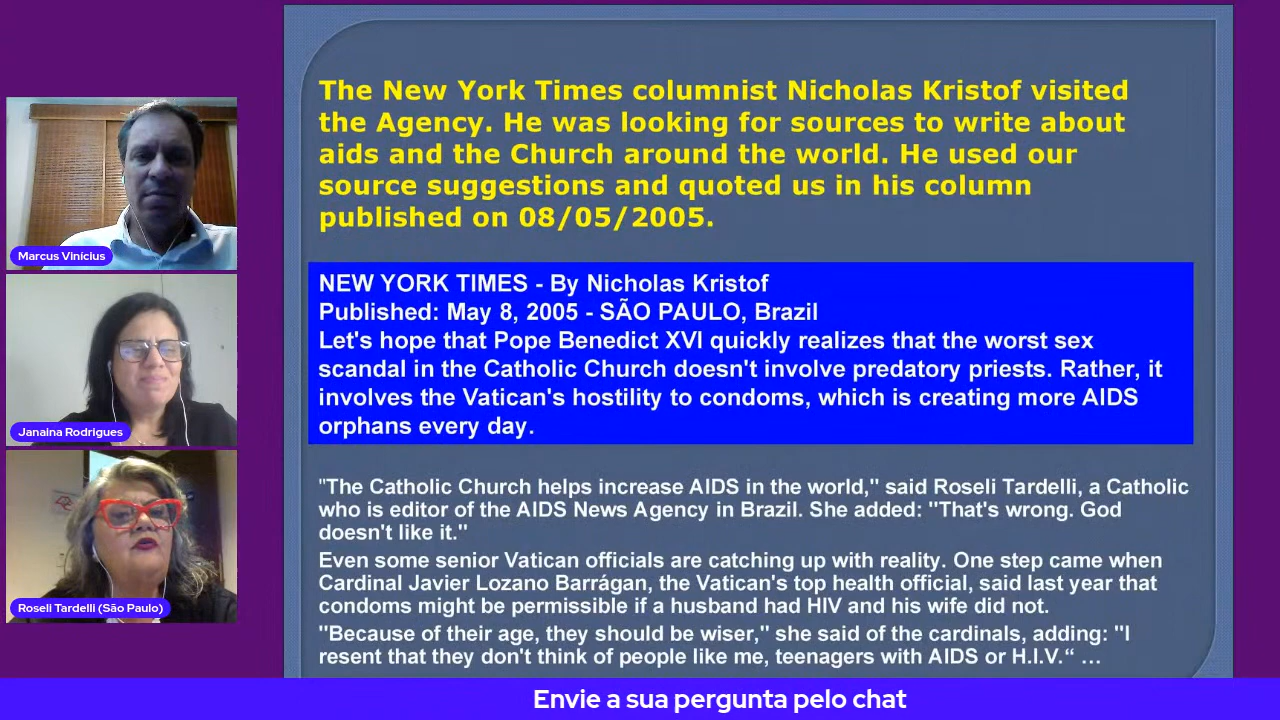 The New York Times columnist Nicholas Kristof visited
the Agency. He was looking for sources to write about
aids and the Church around the world. He used our
source suggestions and quoted us in his column
published on 08/05/2005.
NEW YORK TIMES - By Nicholas Kristof
Published: May 8, 2005 - SÃO PAULO, Brazil
Let's hope that Pope Benedict XVI quickly realizes that the worst sex
scandal in the Catholic Church doesn't involve predatory priests. Rather, it
involves the Vatican's hostility to condoms, which is creating more AIDS
orphans every day.
"The Catholic Church helps increase AIDS in the world," said Roseli Tardelli, a Catholic
who is editor of the AIDS News Agency in Brazil. She added: "That's wrong. God
doesn't like it."
Even some senior Vatican officials are catching up with reality. One step came when
Cardinal Javier Lozano Barrágan, the Vatican's top health official, said last year that
condoms might be permissible if a husband had HIV and his wife did not.
"Because of their age, they should be wiser," she said of the cardinals, adding: "I
resent that they don't think of people like me, teenagers with AIDS or H.I.V.“ ...
Marcus Vinícius
Janaina Rodrigues
Roseli Tardelli (São Paulo)
Envie a sua pergunta pelo chat